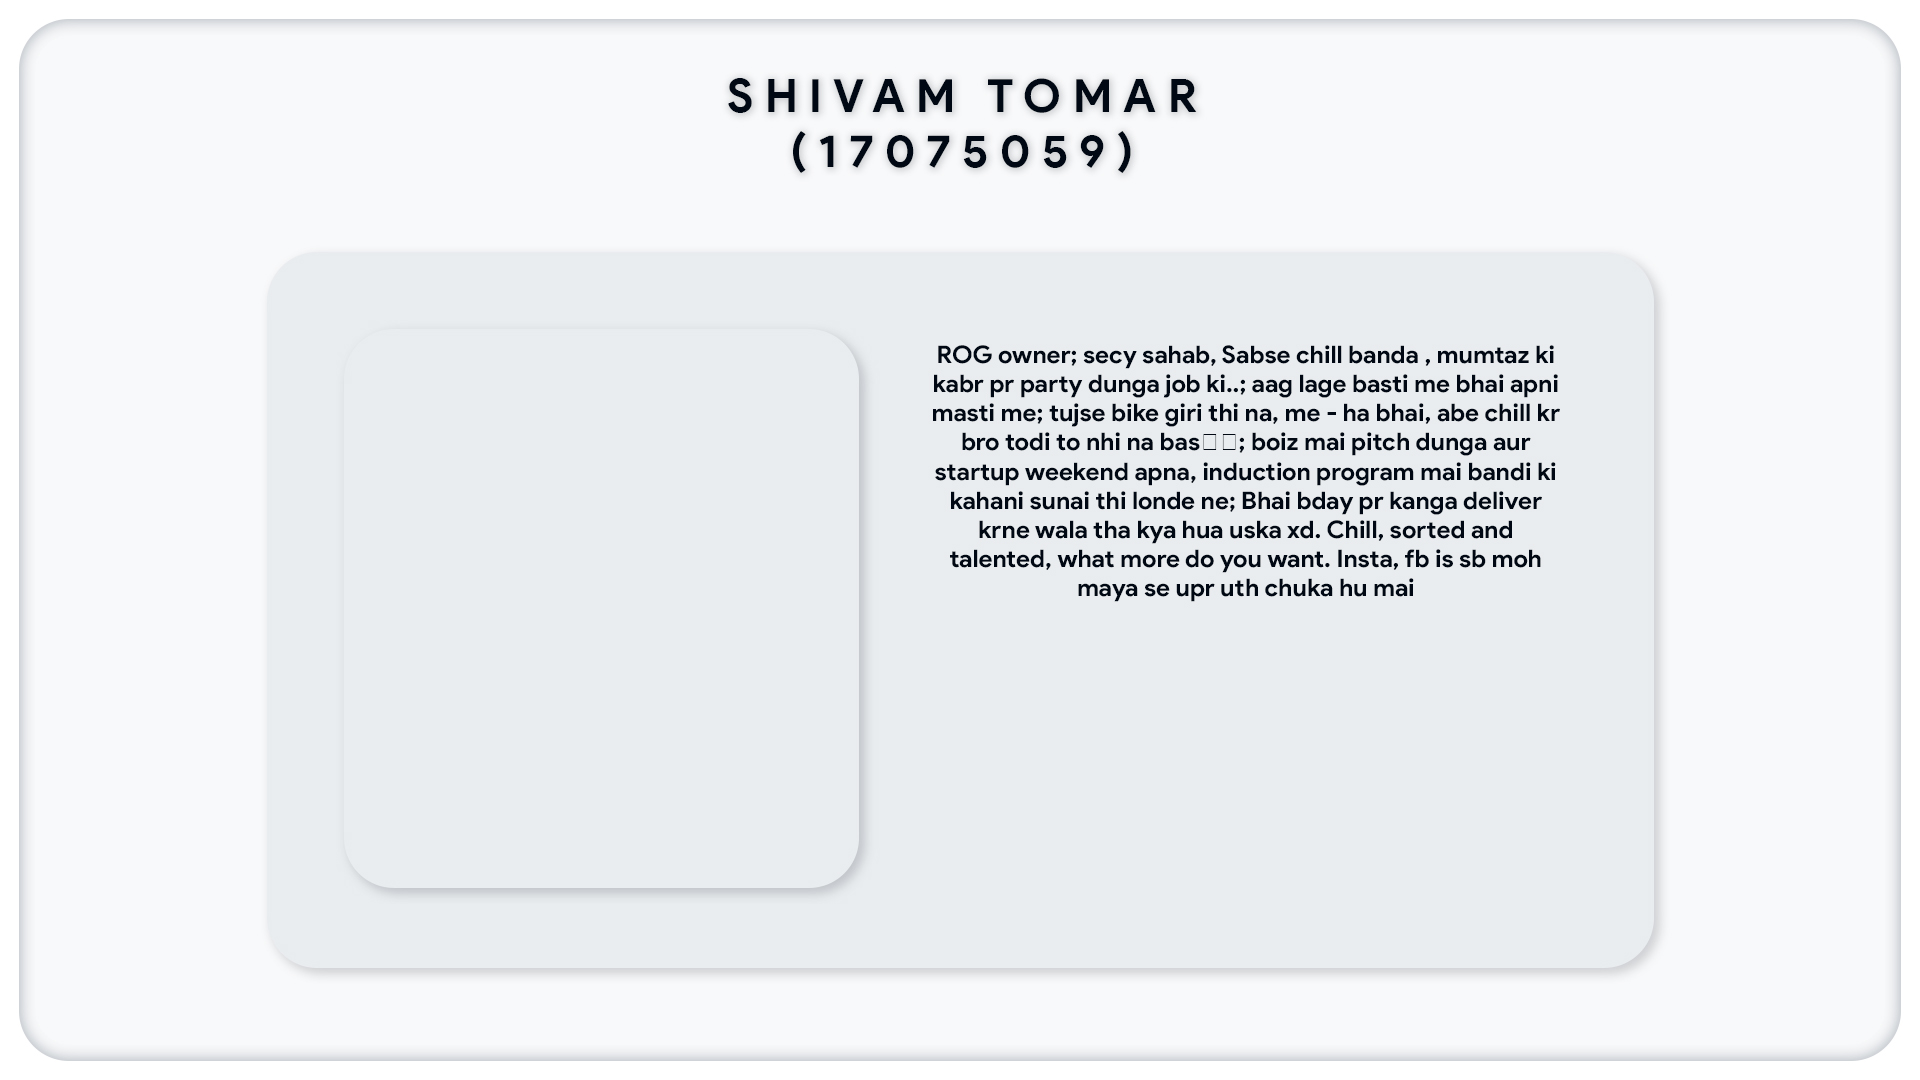 SHIVAM TOMAR
(17075059)
ROG owner; secy sahab, Sabse chill banda , mumtaz ki
kabr pr party dunga job ki..; aag lage basti me bhai apni
masti me; tujse bike giri thi na, me - ha bhai, abe chill kr
bro todi to nhi na bas□□; boiz mai pitch dunga aur
startup weekend apna, induction program mai bandi ki
kahani sunai thi londe ne; Bhai bday pr kanga deliver
krne wala tha kya hua uska xd. Chill, sorted and
talented, what more do you want. Insta, fb is sb moh
maya se upr uth chuka hu mai